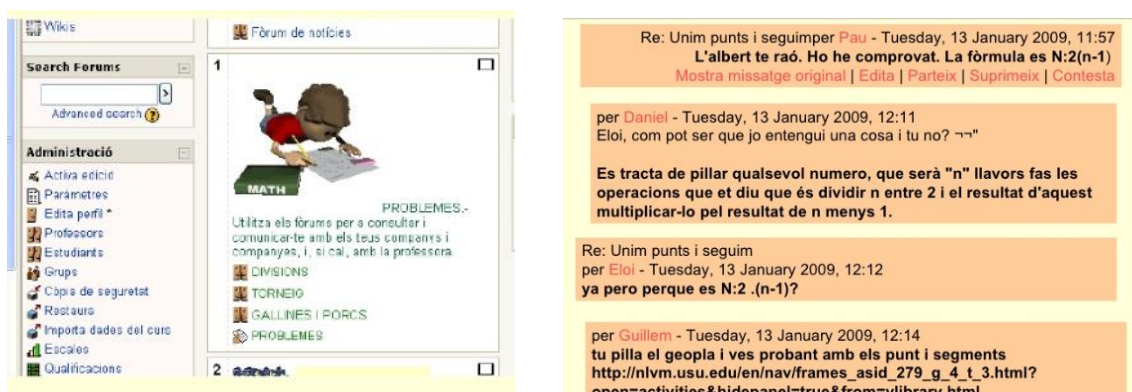 Wikis
Search Forums
Advanced search
Administració
Activa edició
Paràmetres
Edita perfil *
Professors
Estudiants
Grups
Còpia de seguretat
Restaura
Importa dades del curs
Escales
Qualificacions
Fòrum de notícies
1
MATH
PROBLEMES.-
Utilitza els fòrums per a consultar i
comunicar-te amb els teus companys i
companyes, i, si cal, amb la professora.
DIVISIONS
TORNEIG
GALLINES I PORCS
PROBLEMES
2
Re: Unim punts i seguimper Pau - Tuesday, 13 January 2009, 11:57
L'albert te raó. Ho he comprovat. La fòrmula es N:2(n-1)
Mostra missatge original | Edita | Parteix | Suprimeix | Contesta
per Daniel - Tuesday, 13 January 2009, 12:11
Eloi, com pot ser que jo entengui una cosa i tu no? ¬¬"
Es tracta de pillar qualsevol numero, que serà "n" llavors fas les
operacions que et diu que és dividir n entre 2 i el resultat d'aquest
multiplicar-lo pel resultat de n menys 1.
Re: Unim punts i seguim
per Eloi - Tuesday, 13 January 2009, 12:12
ya pero perque es N:2 .(n-1)?
per Guillem - Tuesday, 13 January 2009, 12:14
tu pilla el geopla i ves probant amb els punt i segments
http://nlvm.usu.edu/en/nav/frames_asid_279_g_4_t_3.html?
open=activities&hidepanel=true&from=vlibrary.html